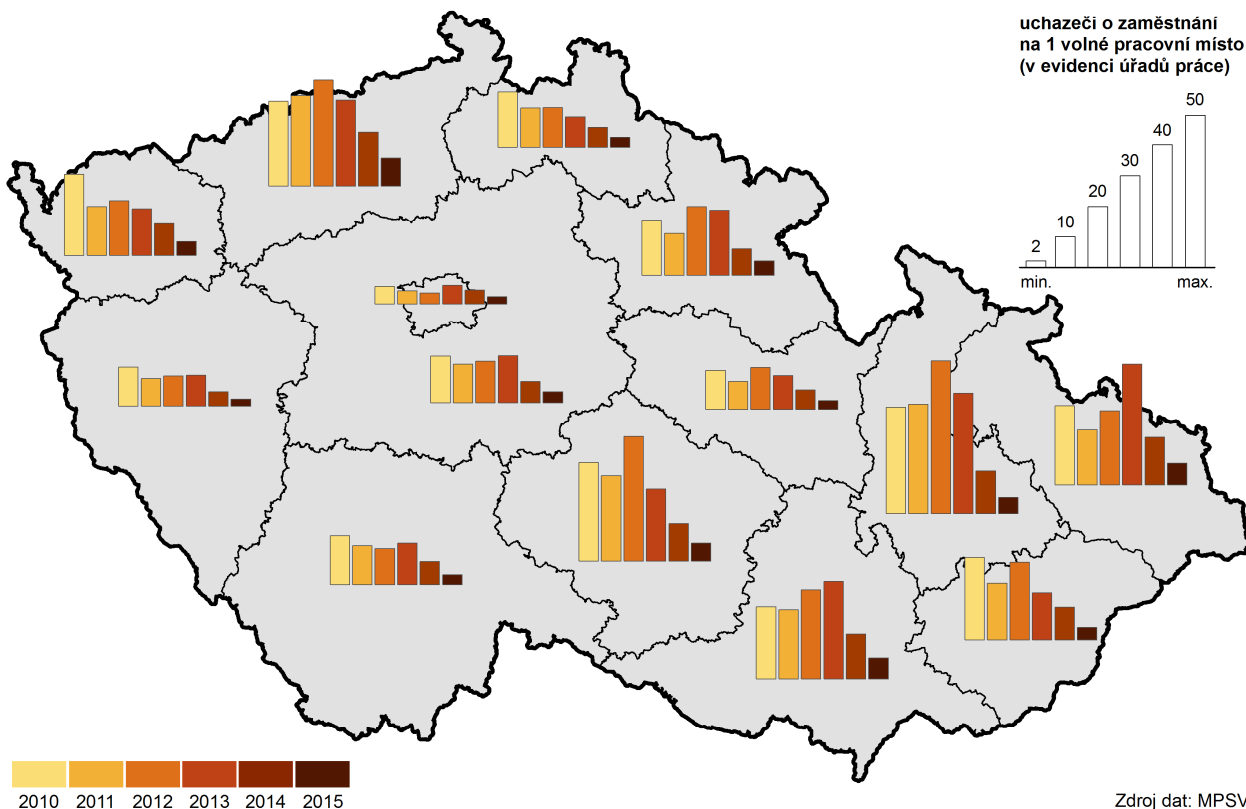 uchazeči o zaměstnání
na 1 volné pracovní místo
(v evidenci úřadů práce)
50
40
30
20
10
2
min. max.
2010 2011 2012 2013 2014 2015
Zdroj dat: MPSV